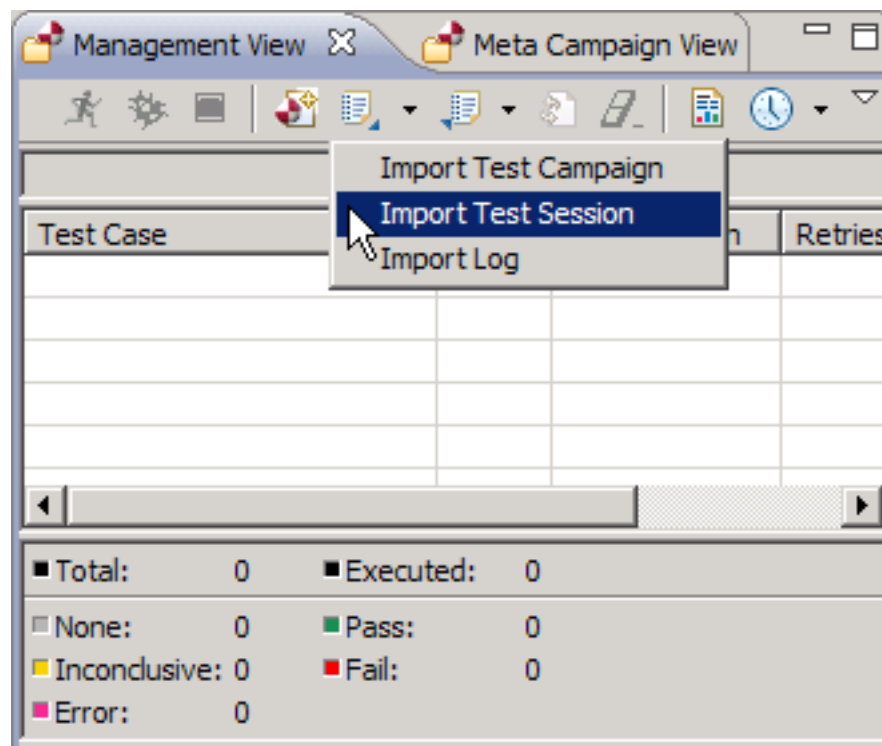 Management View
Meta Campaign View
Import Test Campaign
Import Test Session
Import Log
Test Case
Retries
Total: 0 Executed: 0
None: 0 Pass: 0
Inconclusive: 0 Fail: 0
Error: 0